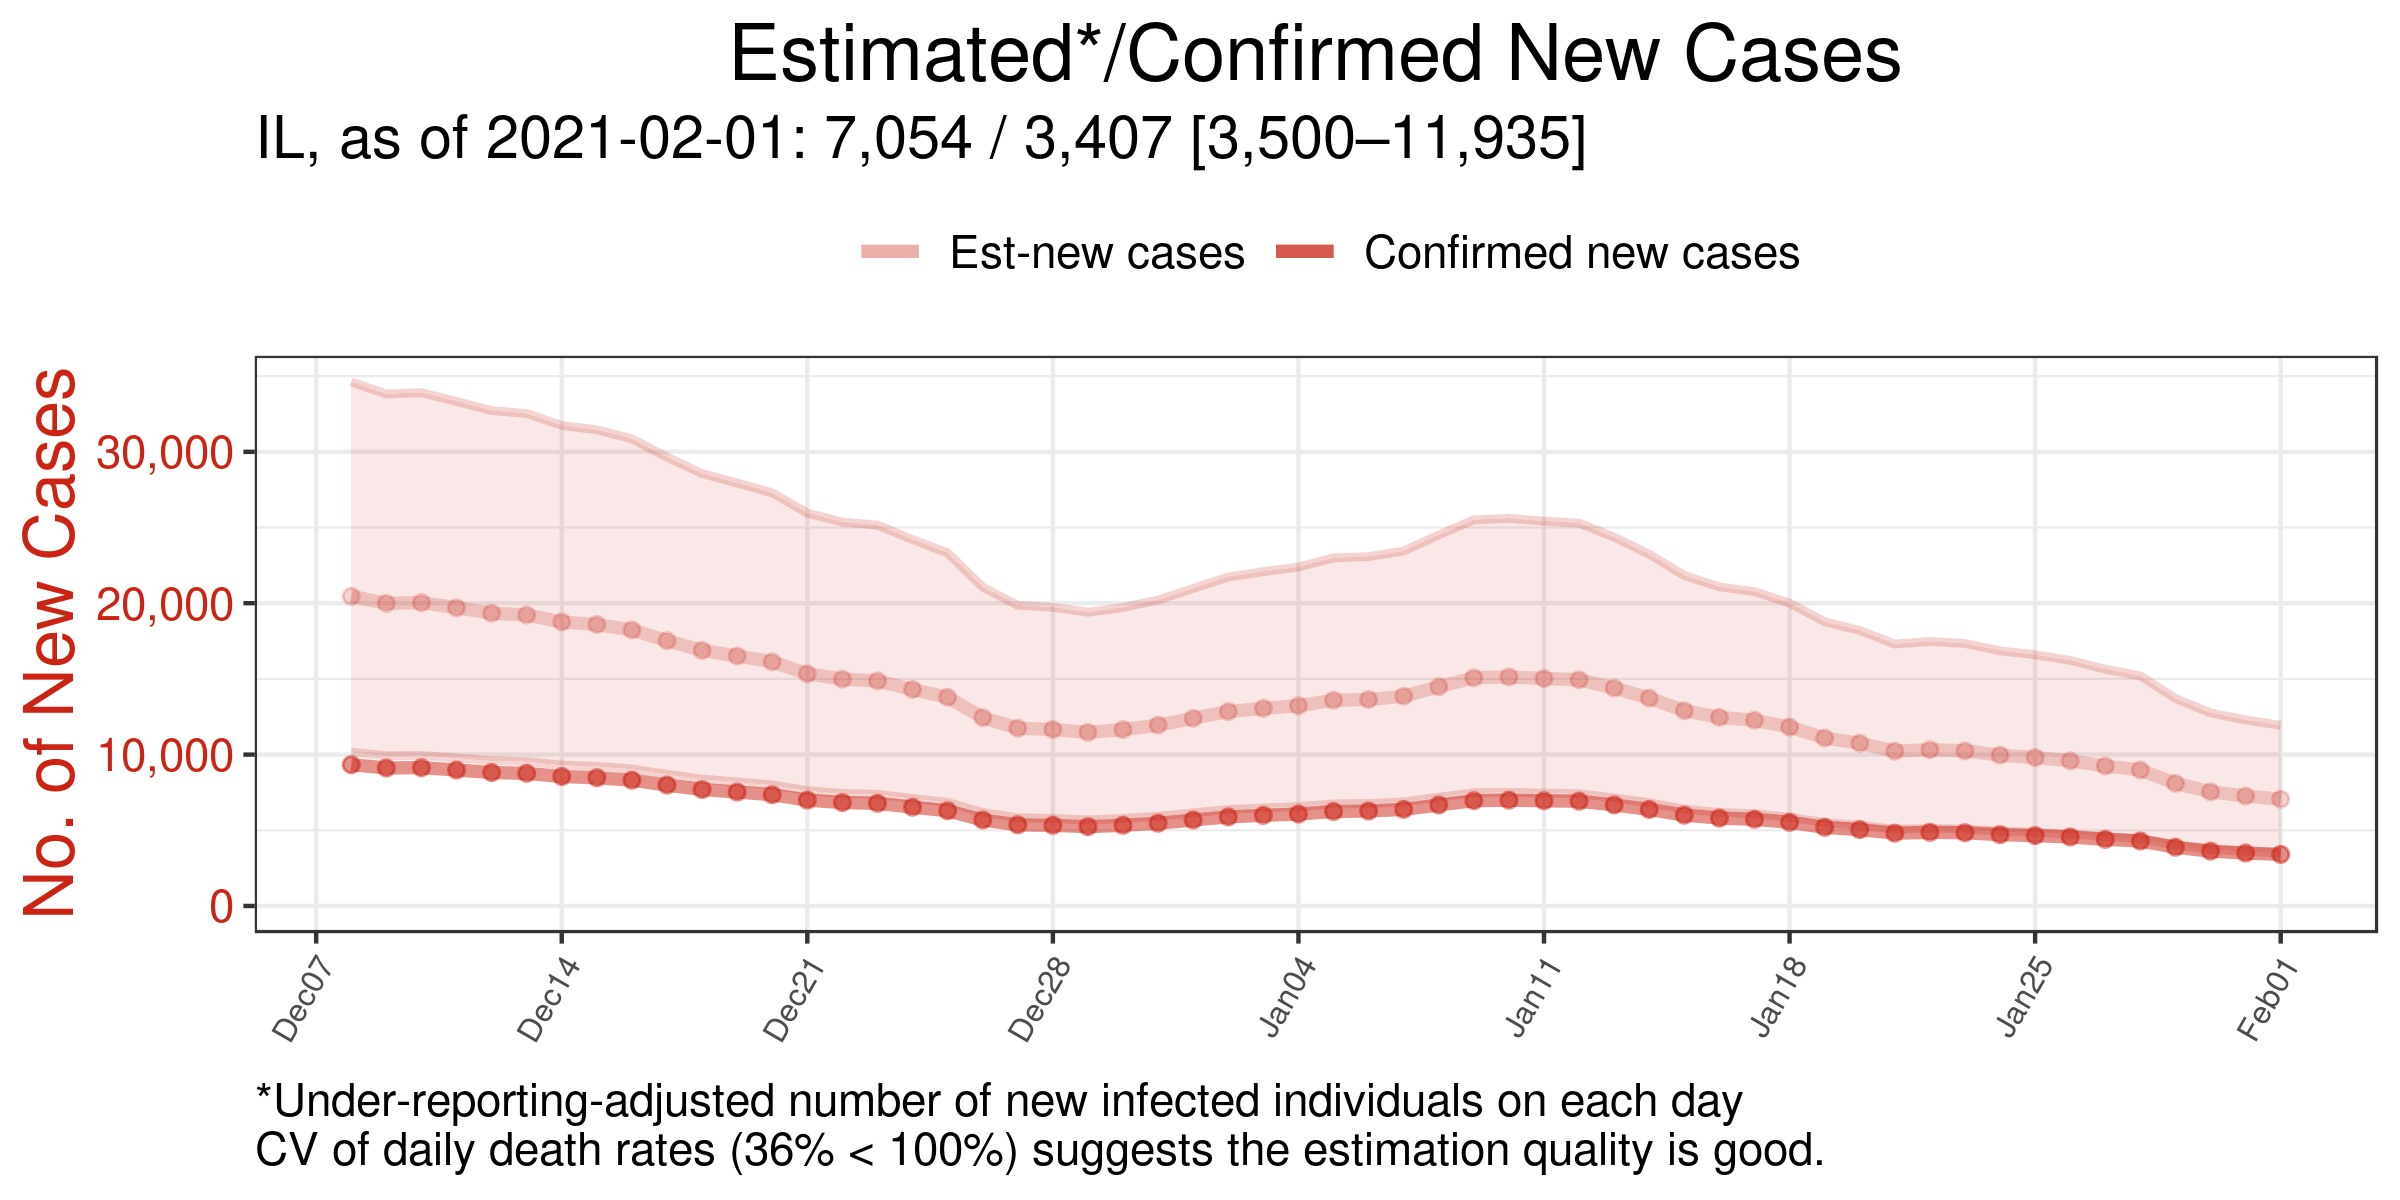 Estimated*/Confirmed New Cases
IL, as of 2021-02-01: 7,054 / 3,407 [3,500–11,935]
Est-new cases
Confirmed new cases
No. of New Cases
30,000
20,000
10,000
0
Dec07
Dec14
Dec21
Dec28
Jan04
Jan11
Jan18
Jan25
Feb01
*Under-reporting-adjusted number of new infected individuals on each day
CV of daily death rates (36% < 100%) suggests the estimation quality is good.